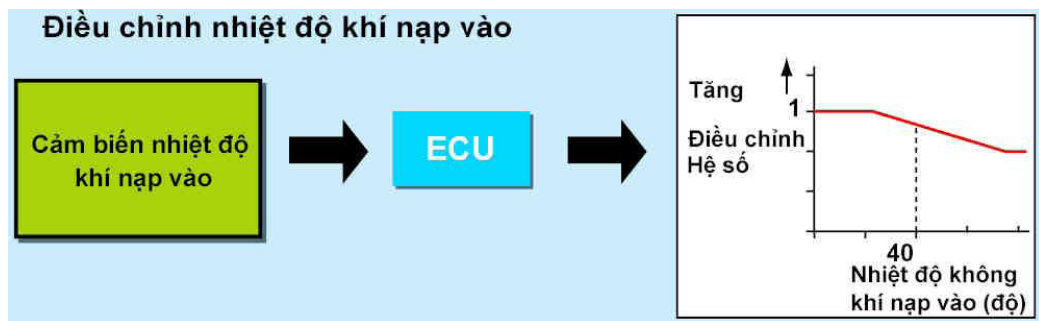 Điều chỉnh nhiệt độ khí nạp vào
Cảm biến nhiệt độ
khí nạp vào
ECU
Tăng
1
Điều chỉnh
Hệ số
40
Nhiệt độ không
khí nạp vào (độ)